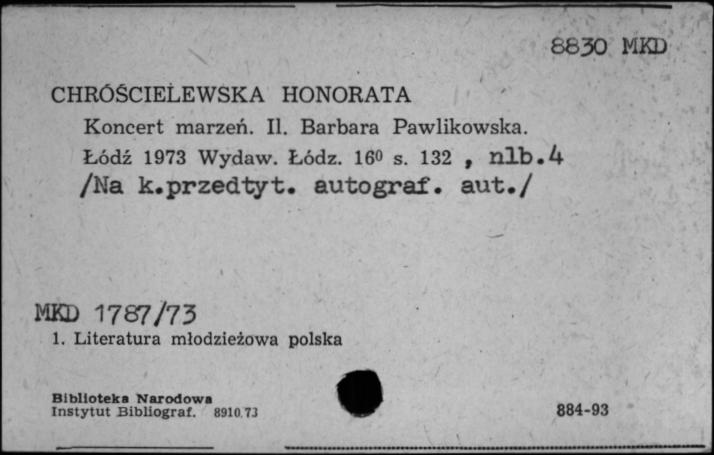 8830 MKD
CHRÓŚCIELEWSKA HONORATA
Koncert marzeń. Il. Barbara Pawlikowska.
Łódź 1973 Wydaw. Łódz. 16⁰ s. 132 , nlb.4
/Na k.przedtyt. autograf. aut./
MKD 1787/73
1. Literatura młodzieżowa polska
Biblioteka Narodowa
Instytut Bibliograf. 8910.73
884-93